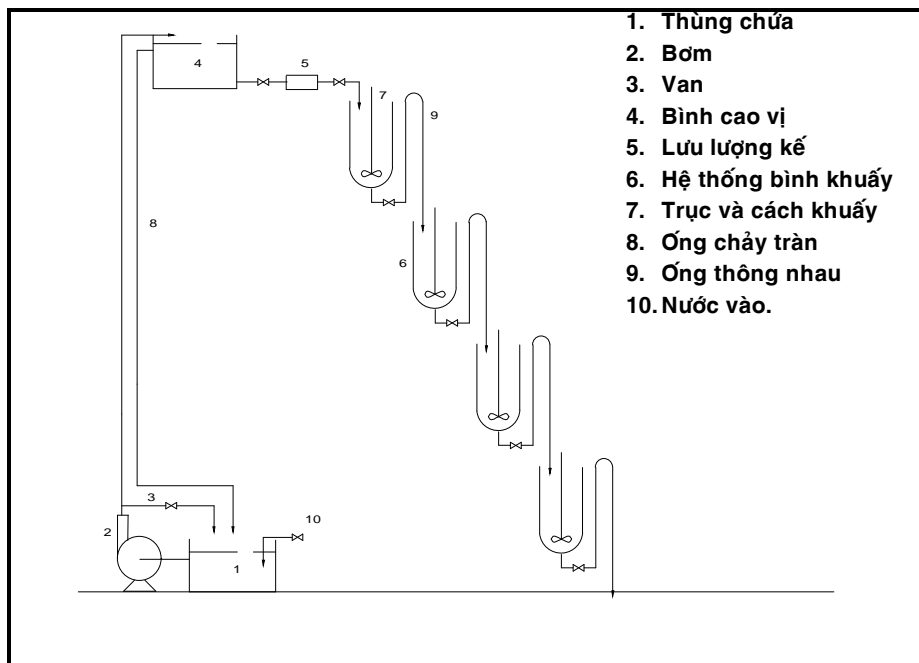 1. Thùng chứa
2. Bơm
3. Van
4. Bình cao vị
5. Lưu lượng kế
6. Hệ thống bình khuấy
7. Trục và cách khuấy
8. Ống chảy tràn
9. Ống thông nhau
10. Nước vào.
4
5
7
9
8
6
3
10
2
1